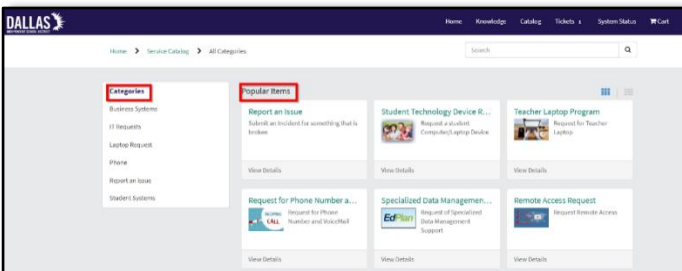 DALLAS
INDEPENDENT SCHOOL DISTRICT
Home Knowledge Catalog Tickets 1 System Status Cart
Home > Service Catalog > All Categories
Search
Categories
Business Systems
IT Requests
Laptop Request
Phone
Report an issue
Student Systems
Popular Items
Report an Issue
Submit an Incident for something that is
broken
View Details
Student Technology Device R...
Request a student
Computer/Laptop Device
View Details
Teacher Laptop Program
Request for Teacher
Laptop
View Details
Request for Phone Number a...
CALL
Request for Phone
Number and VoiceMail
View Details
Specialized Data Managemen...
EdPlan
Request of Specialized
Data Management
Support
View Details
Remote Access Request
Request Remote Access
View Details